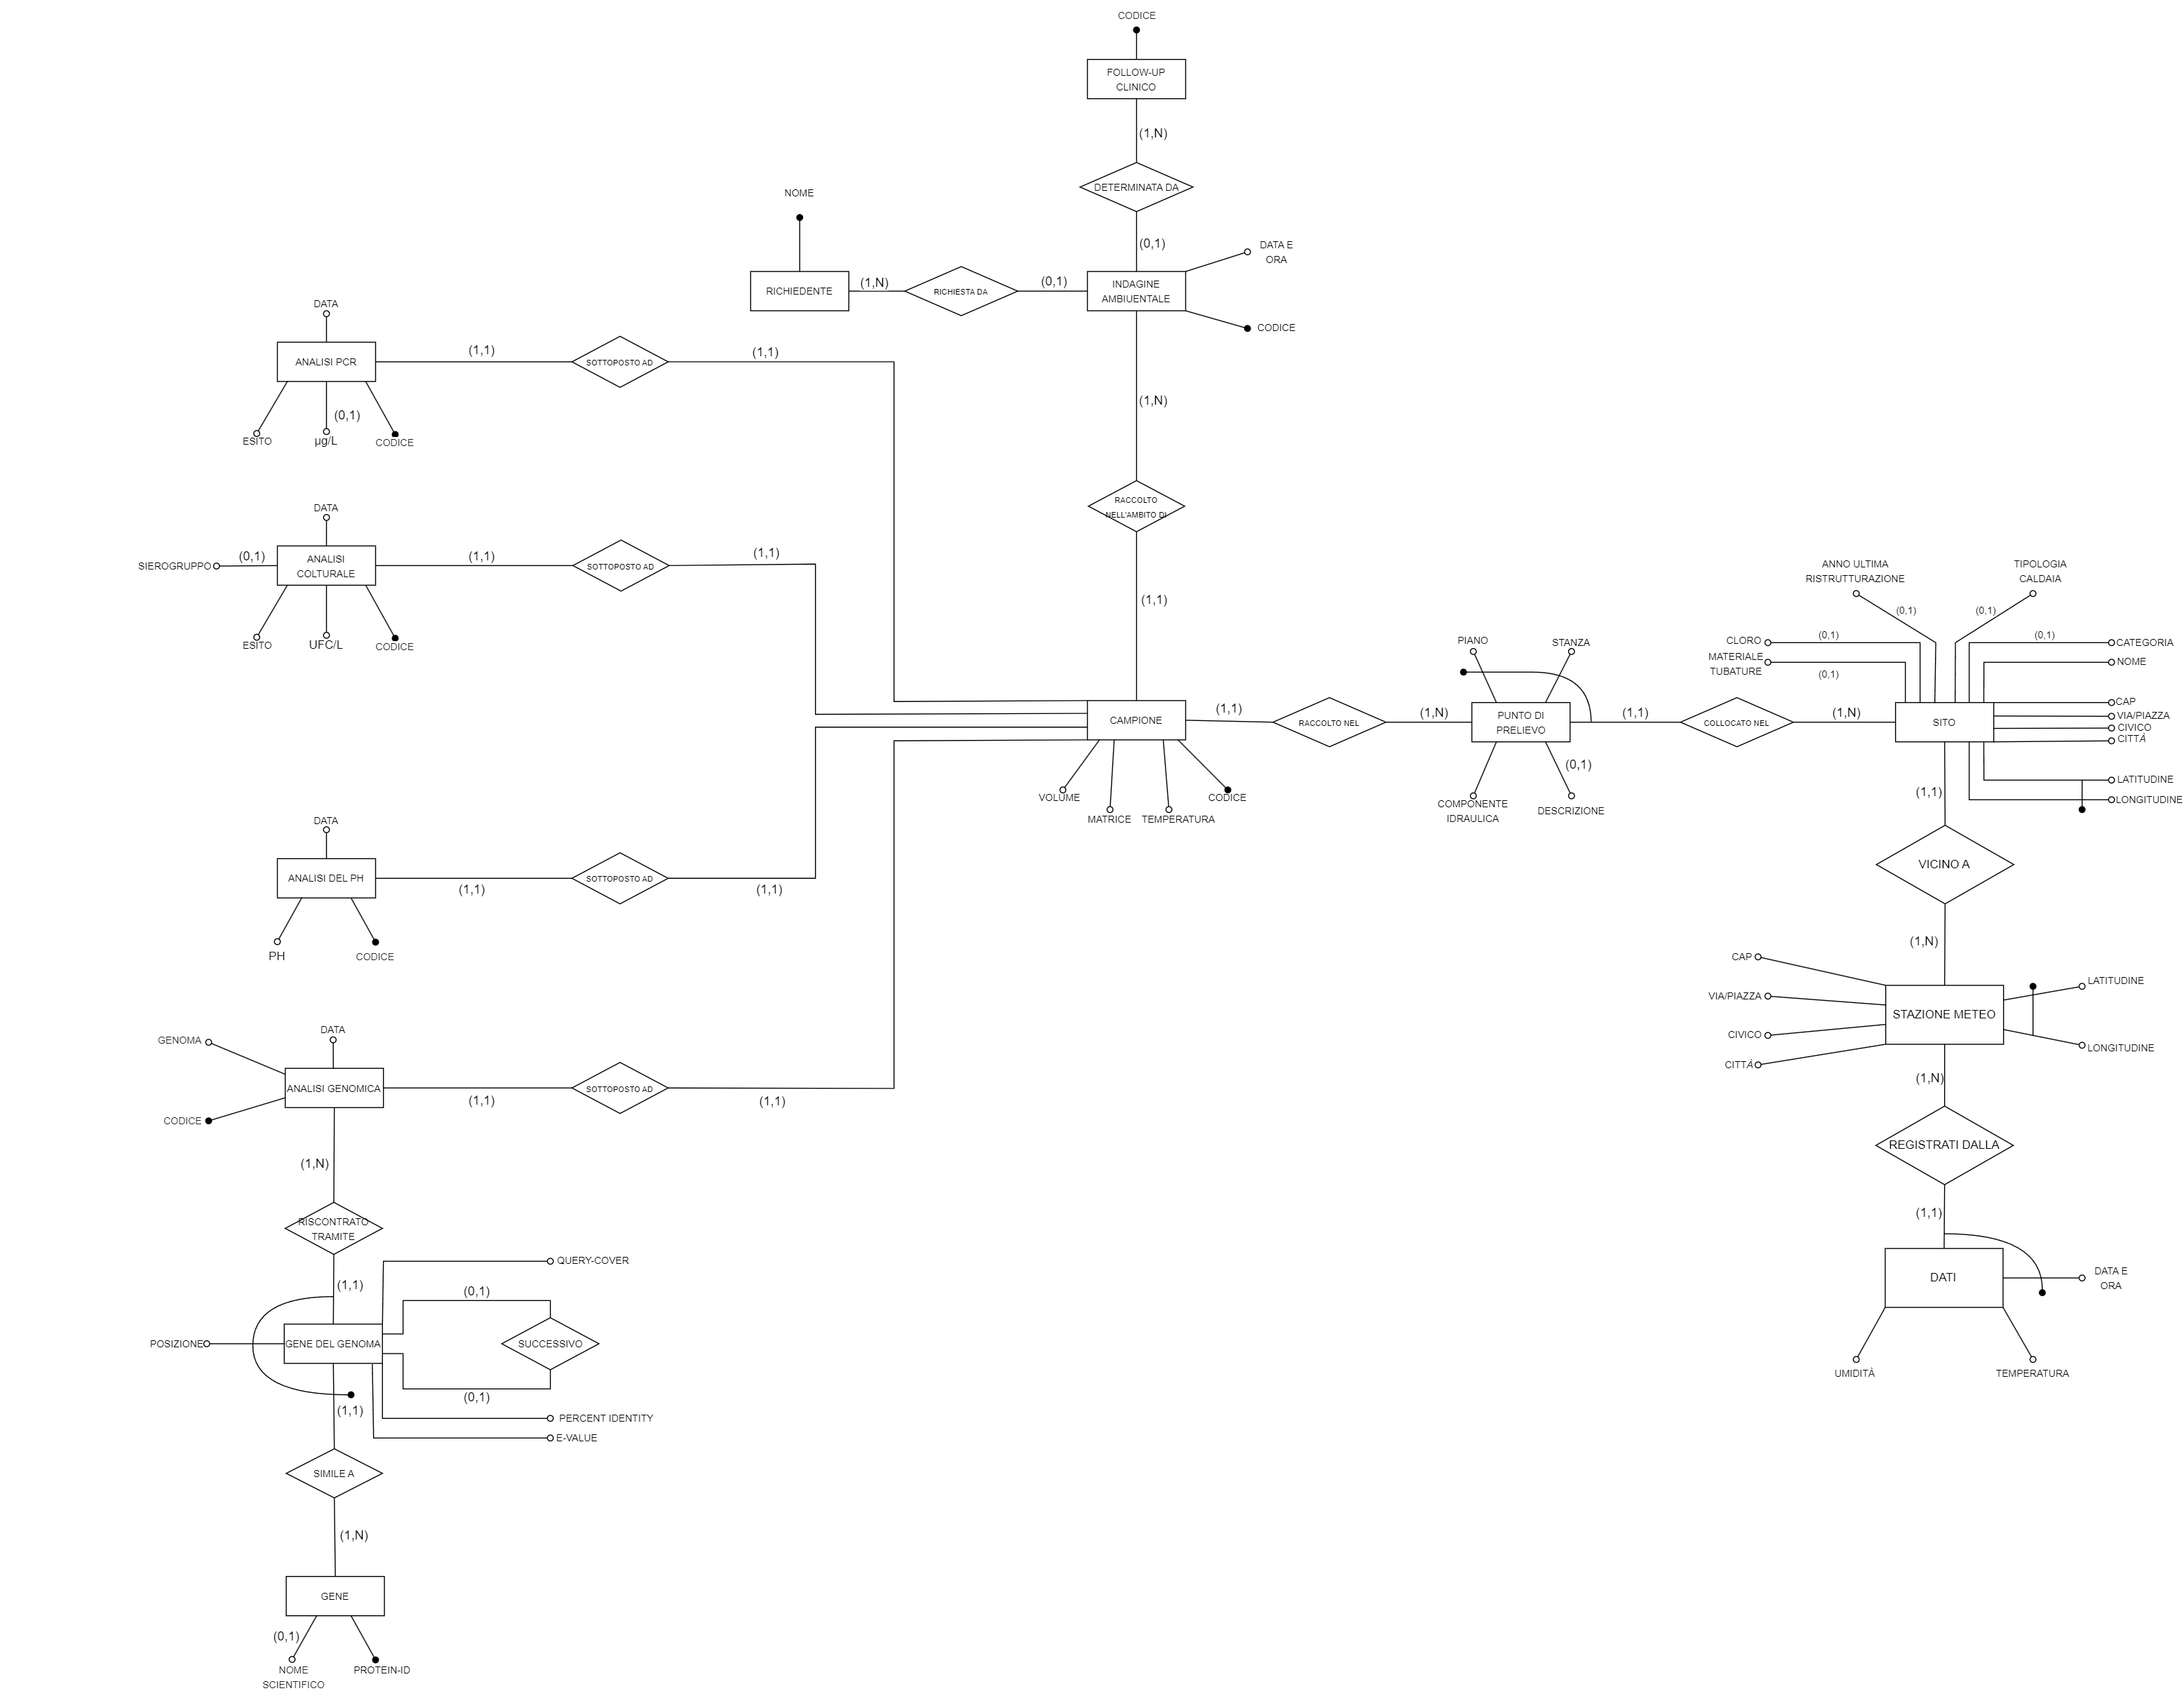 CODICE
FOLLOW-UP
CLINICO
(1,N)
DETERMINATA DA
(0,1)
NOME
RICHIEDENTE
(1,N)
RICHIESTA DA
(0,1)
INDAGINE
AMBIUENTALE
DATA E
ORA
CODICE
(1,N)
RACCOLTO
NELL'AMBITO DI
(1,1)
DATA
ANALISI PCR
(1,1)
SOTTOPOSTO AD
(1,1)
ESITO
(0,1)
µg/L
CODICE
DATA
SIEROGRUPPO
(0,1)
ANALISI
COLTURALE
(1,1)
SOTTOPOSTO AD
(1,1)
ESITO
UFC/L
CODICE
DATA
ANALISI DEL PH
(1,1)
SOTTOPOSTO AD
(1,1)
PH
CODICE
GENOMA
DATA
ANALISI GENOMICA
(1,1)
SOTTOPOSTO AD
(1,1)
CODICE
(1,N)
RISCONTRATO
TRAMITE
(1,1)
QUERY-COVER
(0,1)
POSIZIONE
GENE DEL GENOMA
SUCCESSIVO
(0,1)
(1,1)
PERCENT IDENTITY
E-VALUE
SIMILE A
(1,N)
GENE
(0,1)
NOME
SCIENTIFICO
PROTEIN-ID
CAMPIONE
VOLUME
MATRICE
TEMPERATURA
CODICE
(1,1)
RACCOLTO NEL
(1,N)
PIANO
STANZA
PUNTO DI
PRELIEVO
(0,1)
COMPONENTE
IDRAULICA
DESCRIZIONE
(1,1)
COLLOCATO NEL
(1,N)
SITO
ANNO ULTIMA
RISTRUTTURAZIONE
(0,1)
TIPOLOGIA
CALDAIA
(0,1)
CLORO
(0,1)
MATERIALE
TUBATURE
(0,1)
(0,1)
CATEGORIA
NOME
CAP
VIA/PIAZZA
CIVICO
CITTÁ
LATITUDINE
LONGITUDINE
(1,1)
VICINO A
(1,N)
CAP
VIA/PIAZZA
CIVICO
CITTÁ
STAZIONE METEO
LATITUDINE
LONGITUDINE
(1,N)
REGISTRATI DALLA
(1,1)
DATI
DATA E
ORA
UMIDITÀ
TEMPERATURA